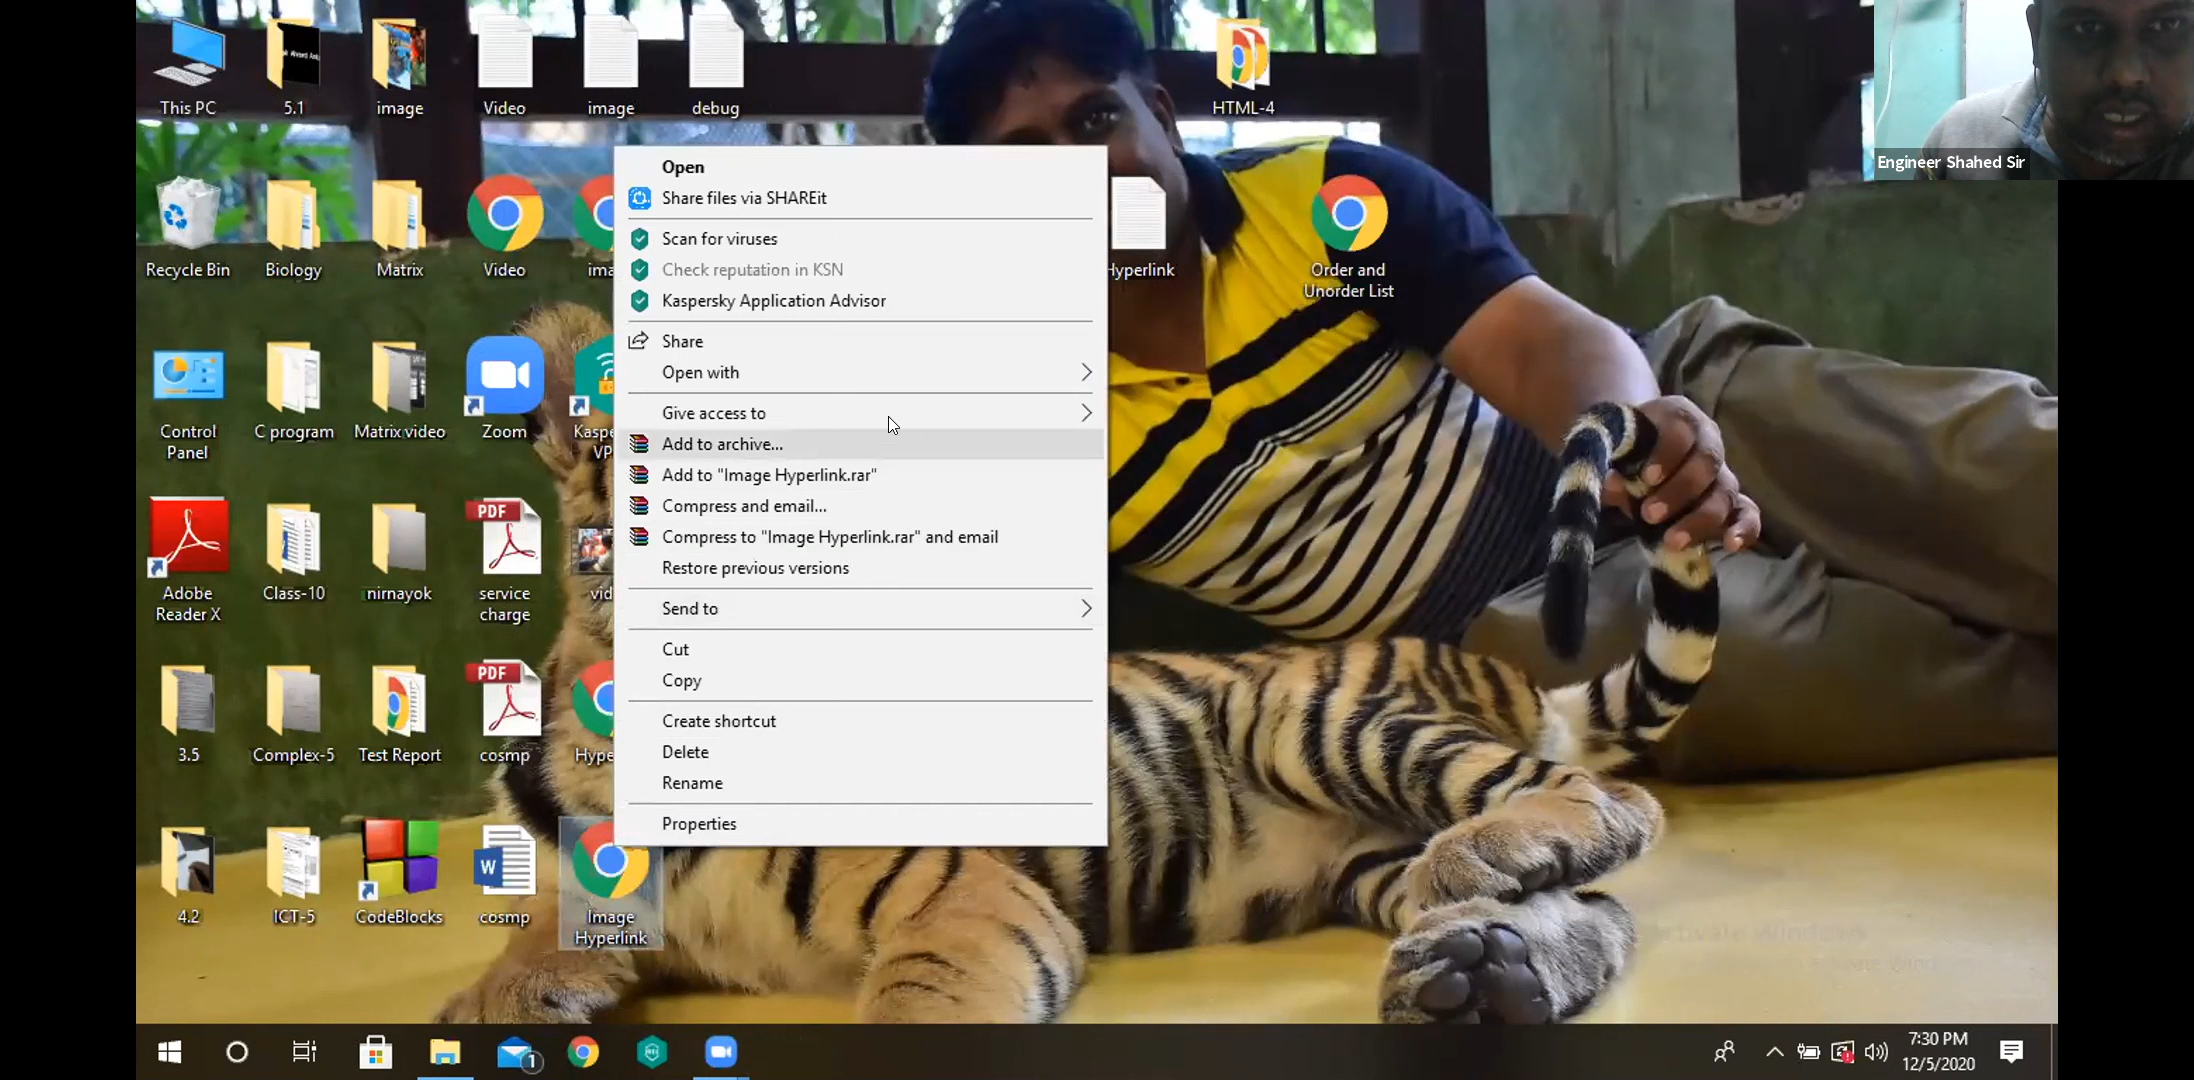 This PC
5.1
image
Video
image
debug
HTML-4
Engineer Shahed Sir
Recycle Bin
Biology
Matrix
Video
Hyperlink
Order and
Unorder List
Control
Panel
C program
Matrix video
Zoom
Adobe
Reader X
Class-10
nirnayok
PDF
service
charge
3.5
Complex-5
Test Report
PDF
cosmp
4.2
ICT-5
CodeBlocks
W
cosmp
Image
Hyperlink
Open
Share files via SHAREit
Scan for viruses
Check reputation in KSN
Kaspersky Application Advisor
Share
Open with
Give access to
Add to archive...
Add to "Image Hyperlink.rar"
Compress and email...
Compress to "Image Hyperlink.rar" and email
Restore previous versions
Send to
Cut
Copy
Create shortcut
Delete
Rename
Properties
1
7:30 PM
12/5/2020